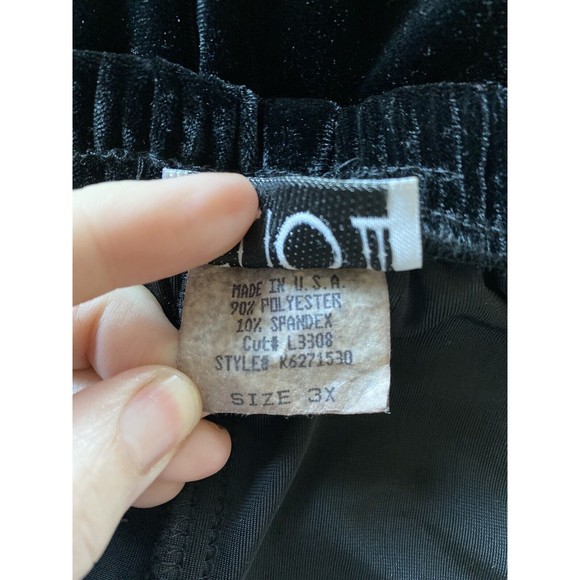 MADE IN U.S.A.
90% POLYESTER
10% SPANDEX
Cut# L3308
STYLE# K6271530
SIZE 3X